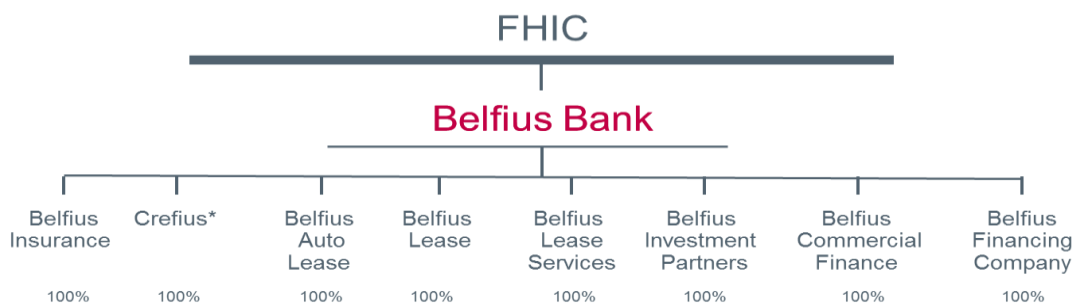 FHIC
Belfius Bank
Belfius
Insurance
Crefius*
Belfius
Auto
Lease
Belfius
Lease
Belfius
Lease
Services
Belfius
Investment
Partners
Belfius
Commercial
Finance
Belfius
Financing
Company
100% 100% 100% 100% 100% 100% 100% 100%